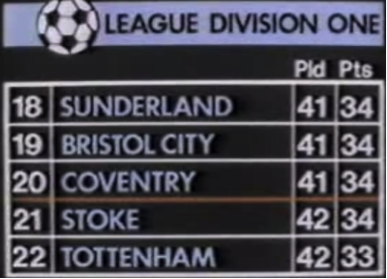 LEAGUE DIVISION ONE
Pld Pts
18 SUNDERLAND 41 34
19 BRISTOL CITY 41 34
20 COVENTRY 41 34
21 STOKE 42 34
22 TOTTENHAM 42 33